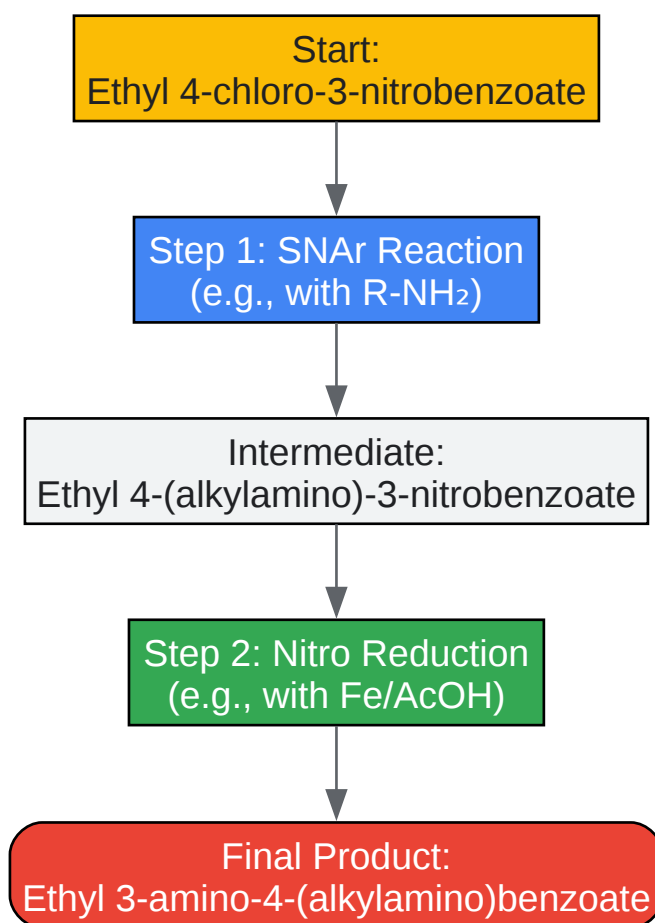 Start:
Ethyl 4-chloro-3-nitrobenzoate
Step 1: SNAr Reaction
(e.g., with R-NH₂)
Intermediate:
Ethyl 4-(alkylamino)-3-nitrobenzoate
Step 2: Nitro Reduction
(e.g., with Fe/AcOH)
Final Product:
Ethyl 3-amino-4-(alkylamino)benzoate